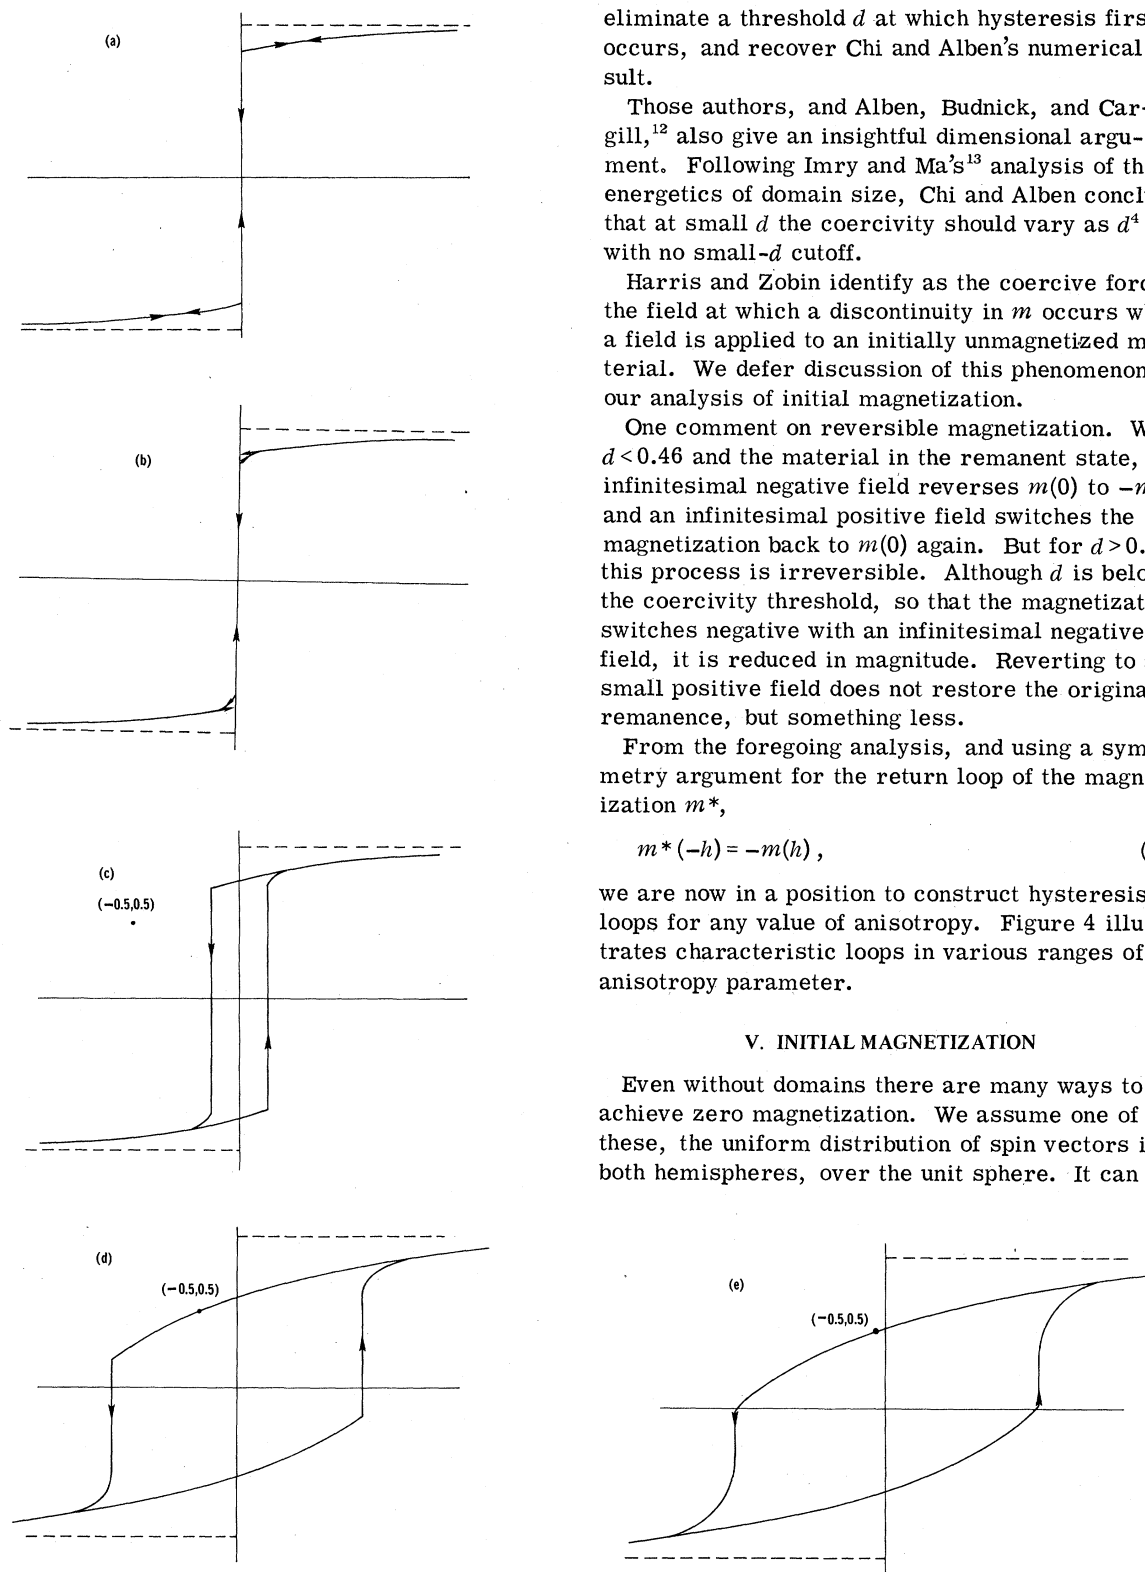 (a)
(b)
(c)
(−0.5,0.5)
(d)
(−0.5,0.5)
eliminate a threshold d at which hysteresis firs
occurs, and recover Chi and Alben's numerical
sult.
Those authors, and Alben, Budnick, and Car-
gill,¹² also give an insightful dimensional argu-
ment. Following Imry and Ma's¹³ analysis of th
energetics of domain size, Chi and Alben concl
that at small d the coercivity should vary as d⁴
with no small-d cutoff.
Harris and Zobin identify as the coercive forc
the field at which a discontinuity in m occurs w
a field is applied to an initially unmagnetized m
terial. We defer discussion of this phenomenon
our analysis of initial magnetization.
One comment on reversible magnetization. W
d<0.46 and the material in the remanent state,
infinitesimal negative field reverses m(0) to −m
and an infinitesimal positive field switches the
magnetization back to m(0) again. But for d>0.
this process is irreversible. Although d is belo
the coercivity threshold, so that the magnetizat
switches negative with an infinitesimal negative
field, it is reduced in magnitude. Reverting to
small positive field does not restore the origina
remanence, but something less.
From the foregoing analysis, and using a sym
metry argument for the return loop of the magn
ization m*,
m*(−h) = −m(h) , (
we are now in a position to construct hysteresis
loops for any value of anisotropy. Figure 4 illu
trates characteristic loops in various ranges of
anisotropy parameter.
V. INITIAL MAGNETIZATION
Even without domains there are many ways to
achieve zero magnetization. We assume one of
these, the uniform distribution of spin vectors i
both hemispheres, over the unit sphere. It can
(e)
(−0.5,0.5)